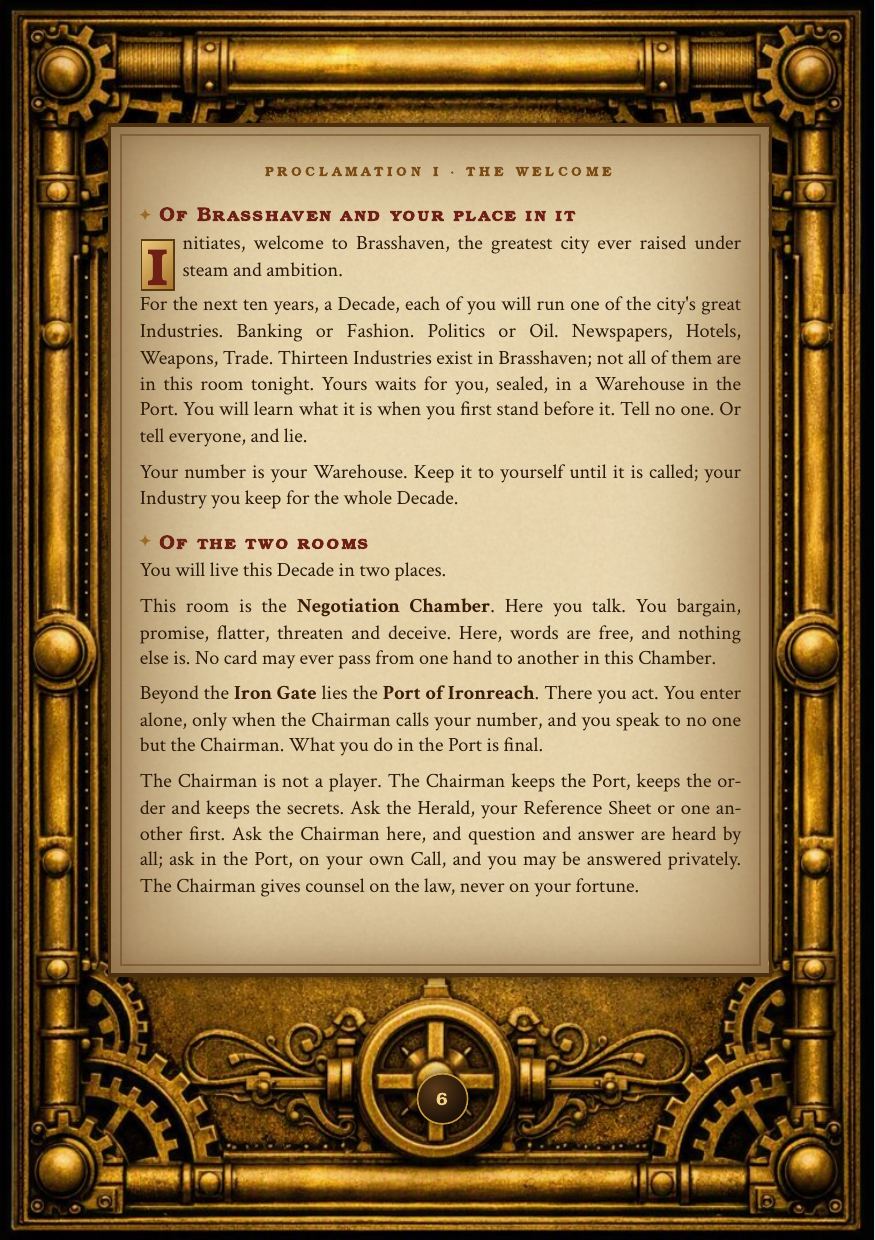 PROCLAMATION I · THE WELCOME
✦ OF BRASSHAVEN AND YOUR PLACE IN IT
Initiates, welcome to Brasshaven, the greatest city ever raised under
steam and ambition.
For the next ten years, a Decade, each of you will run one of the city's great
Industries. Banking or Fashion. Politics or Oil. Newspapers, Hotels,
Weapons, Trade. Thirteen Industries exist in Brasshaven; not all of them are
in this room tonight. Yours waits for you, sealed, in a Warehouse in the
Port. You will learn what it is when you first stand before it. Tell no one. Or
tell everyone, and lie.
Your number is your Warehouse. Keep it to yourself until it is called; your
Industry you keep for the whole Decade.
✦ OF THE TWO ROOMS
You will live this Decade in two places.
This room is the Negotiation Chamber. Here you talk. You bargain,
promise, flatter, threaten and deceive. Here, words are free, and nothing
else is. No card may ever pass from one hand to another in this Chamber.
Beyond the Iron Gate lies the Port of Ironreach. There you act. You enter
alone, only when the Chairman calls your number, and you speak to no one
but the Chairman. What you do in the Port is final.
The Chairman is not a player. The Chairman keeps the Port, keeps the or-
der and keeps the secrets. Ask the Herald, your Reference Sheet or one an-
other first. Ask the Chairman here, and question and answer are heard by
all; ask in the Port, on your own Call, and you may be answered privately.
The Chairman gives counsel on the law, never on your fortune.
6